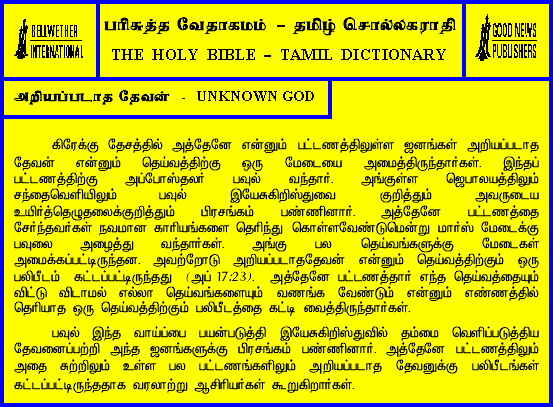 BELLWETHER
INTERNATIONAL
பரிசுத்த வேதாகமம் – தமிழ் சொல்லகராதி
THE HOLY BIBLE – TAMIL DICTIONARY
GOOD NEWS
PUBLISHERS
அறியப்படாத தேவன் - UNKNOWN GOD
கிரேக்கு தேசத்தில் அத்தேனே என்னும் பட்டணத்திலுள்ள ஜனங்கள் அறியப்படாத
தேவன் என்னும் தெய்வத்திற்கு ஒரு மேடையை அமைத்திருந்தார்கள். இந்தப்
பட்டணத்திற்கு அப்போஸ்தலர் பவுல் வந்தார். அங்குள்ள ஜெபாலயத்திலும்
சந்தைவெளியிலும் பவுல் இயேசுகிறிஸ்துவை குறித்தும் அவருடைய
உயிர்த்தெழுதலைக்குறித்தும் பிரசங்கம் பண்ணினார். அத்தேனே பட்டணத்தை
சேர்ந்தவர்கள் நவமான காரியங்களை தெரிந்து கொள்ளவேண்டுமென்று மார்ஸ் மேடைக்கு
பவுலை அழைத்து வந்தார்கள். அங்கு பல தெய்வங்களுக்கு மேடைகள்
அமைக்கப்பட்டிருந்தன. அவற்றோடு அறியப்படாததேவன் என்னும் தெய்வத்திற்கும் ஒரு
பலிபீடம் கட்டப்பட்டிருந்தது (அப் 17:23). அத்தேனே பட்டணத்தார் எந்த தெய்வத்தையும்
விட்டு விடாமல் எல்லா தெய்வங்களையும் வணங்க வேண்டும் என்னும் எண்ணத்தில்
தெரியாத ஒரு தெய்வத்திற்கும் பலிபீடத்தை கட்டி வைத்திருந்தார்கள்.
பவுல் இந்த வாய்ப்பை பயன்படுத்தி இயேசுகிறிஸ்துவில் தம்மை வெளிப்படுத்திய
தேவனைப்பற்றி அந்த ஜனங்களுக்கு பிரசங்கம் பண்ணினார். அத்தேனே பட்டணத்திலும்
அதை சுற்றிலும் உள்ள பல பட்டணங்களிலும் அறியப்படாத தேவனுக்கு பலிபீடங்கள்
கட்டப்பட்டிருந்ததாக வரலாற்று ஆசிரியர்கள் கூறுகிறார்கள்.